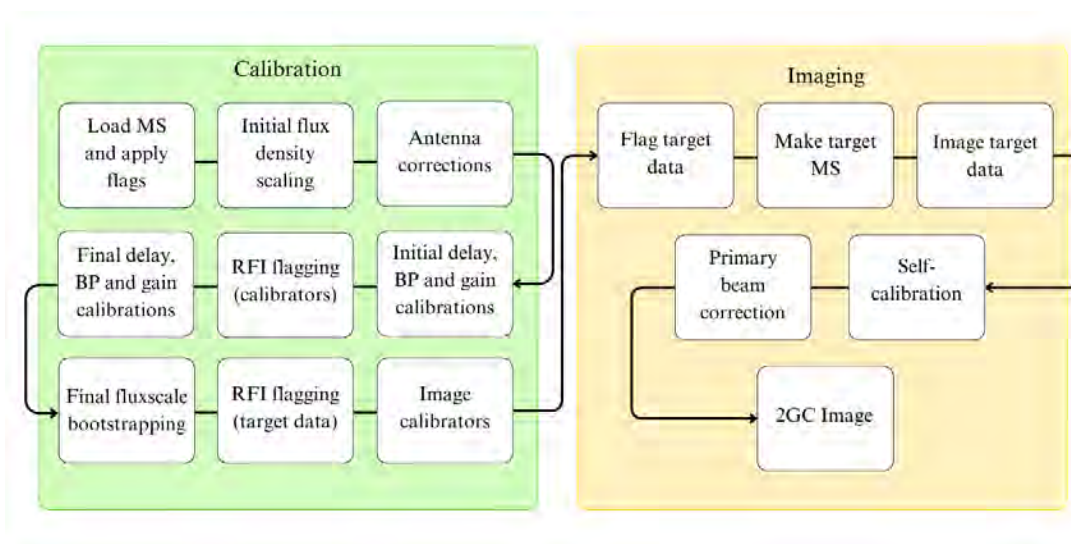 Calibration
Load MS
and apply
flags
Initial flux
density
scaling
Antenna
corrections
Initial delay,
BP and gain
calibrations
RFI flagging
(calibrators)
Final delay,
BP and gain
calibrations
Final fluxscale
bootstrapping
RFI flagging
(target data)
Image
calibrators
Imaging
Flag target
data
Make target
MS
Image target
data
Self-
calibration
Primary
beam
correction
2GC Image